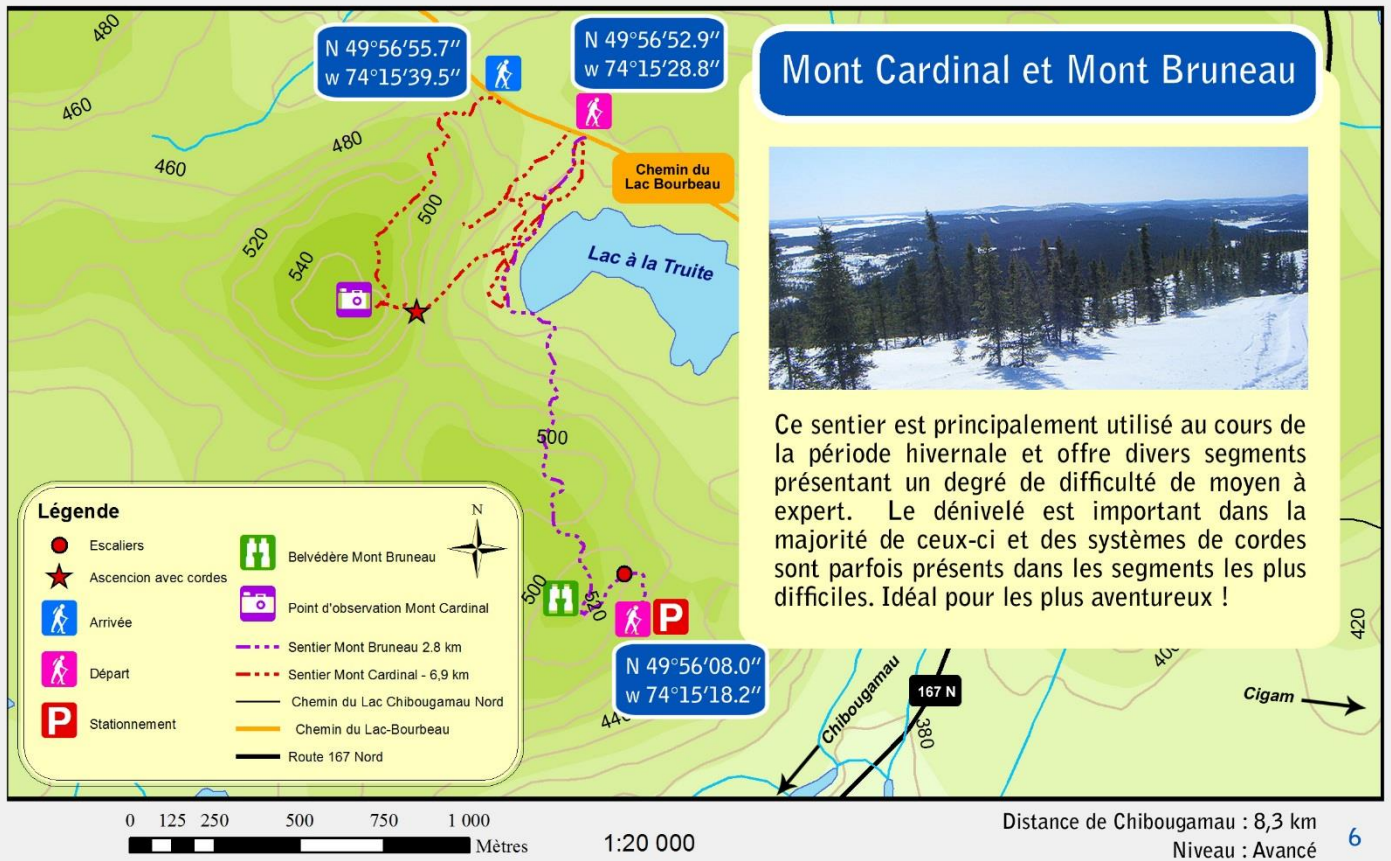 480
N 49°56′55.7″
w 74°15′39.5″
N 49°56′52.9″
w 74°15′28.8″
Mont Cardinal et Mont Bruneau
460
480
460
Chemin du
Lac Bourbeau
500
520
540
Lac à la Truite
Ce sentier est principalement utilisé au cours de
la période hivernale et offre divers segments
présentant un degré de difficulté de moyen à
expert. Le dénivelé est important dans la
majorité de ceux-ci et des systèmes de cordes
sont parfois présents dans les segments les plus
difficiles. Idéal pour les plus aventureux !
500
500
520
P
N 49°56′08.0″
w 74°15′18.2″
440
Légende
Escaliers
Ascencion avec cordes
Arrivée
Départ
P Stationnement
N
Belvédère Mont Bruneau
Point d'observation Mont Cardinal
Sentier Mont Bruneau 2.8 km
Sentier Mont Cardinal - 6,9 km
Chemin du Lac Chibougamau Nord
Chemin du Lac-Bourbeau
Route 167 Nord
Chibougamau
167 N
380
400
420
Cigam
0 125 250 500 750 1 000
Mètres
1:20 000
Distance de Chibougamau : 8,3 km
Niveau : Avancé
6